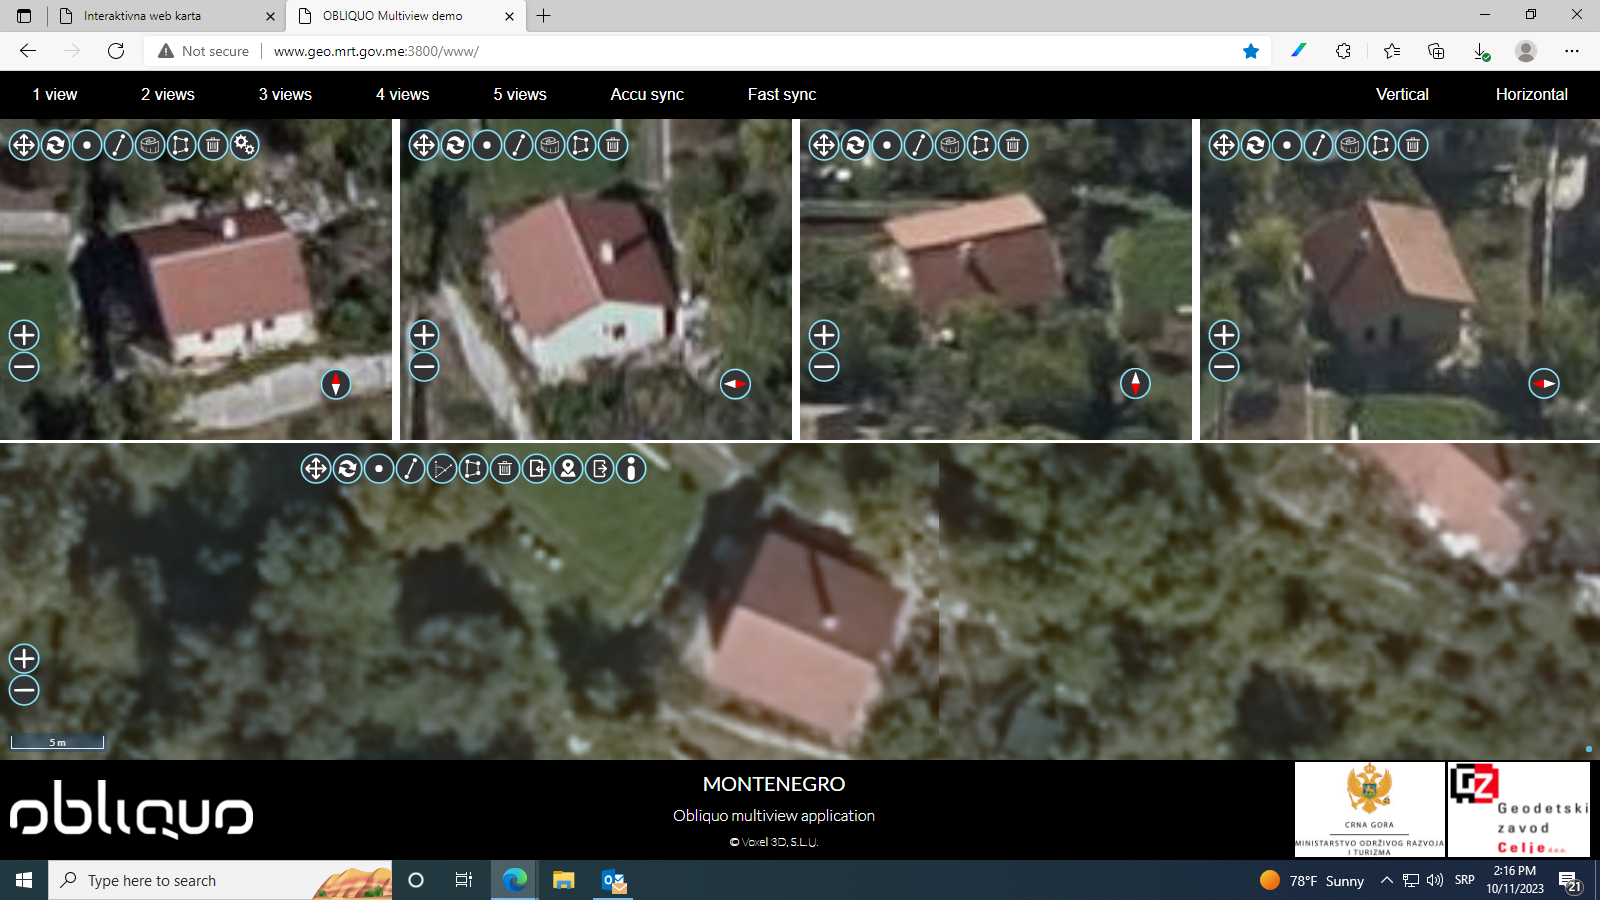 Interaktivna web karta
OBLIQUO Multiview demo
Not secure
www.geo.mrt.gov.me:3800/www/
1 view
2 views
3 views
4 views
5 views
Accu sync
Fast sync
Vertical
Horizontal
5 m
obliquo
MONTENEGRO
Obliquo multiview application
© Voxel 3D, S.L.U.
CRNA GORA
MINISTARSTVO ODRŽIVOG RAZVOJA
I TURIZMA
GZ
Geodetski
zavod
Celje d.o.o.
Type here to search
78°F Sunny
SRP
2:16 PM
10/11/2023
21